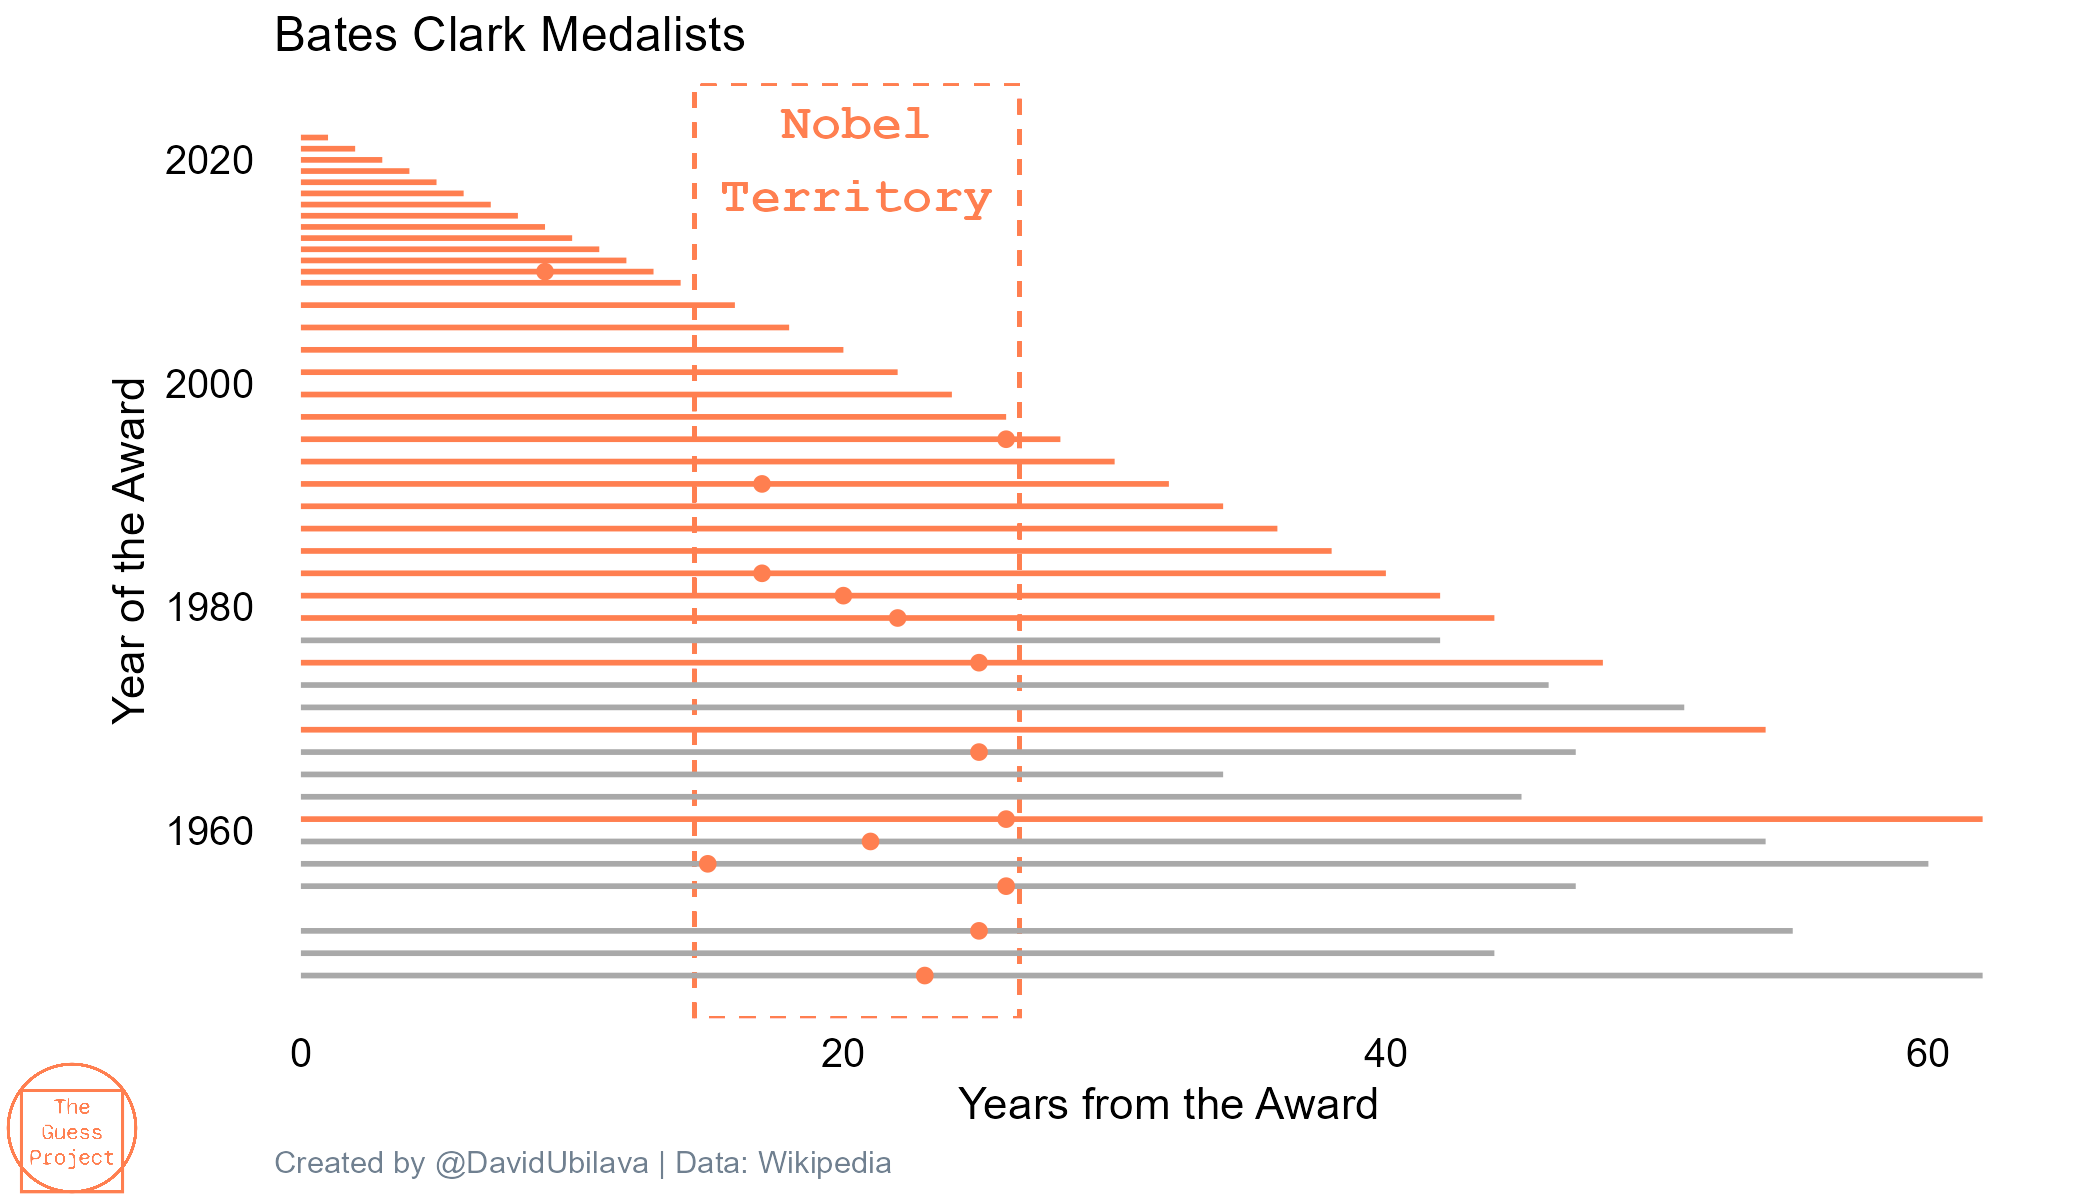 Bates Clark Medalists
Nobel
Territory
2020
2000
1980
1960
Year of the Award
0 20 40 60
Years from the Award
The
Guess
Project
Created by @DavidUbilava | Data: Wikipedia